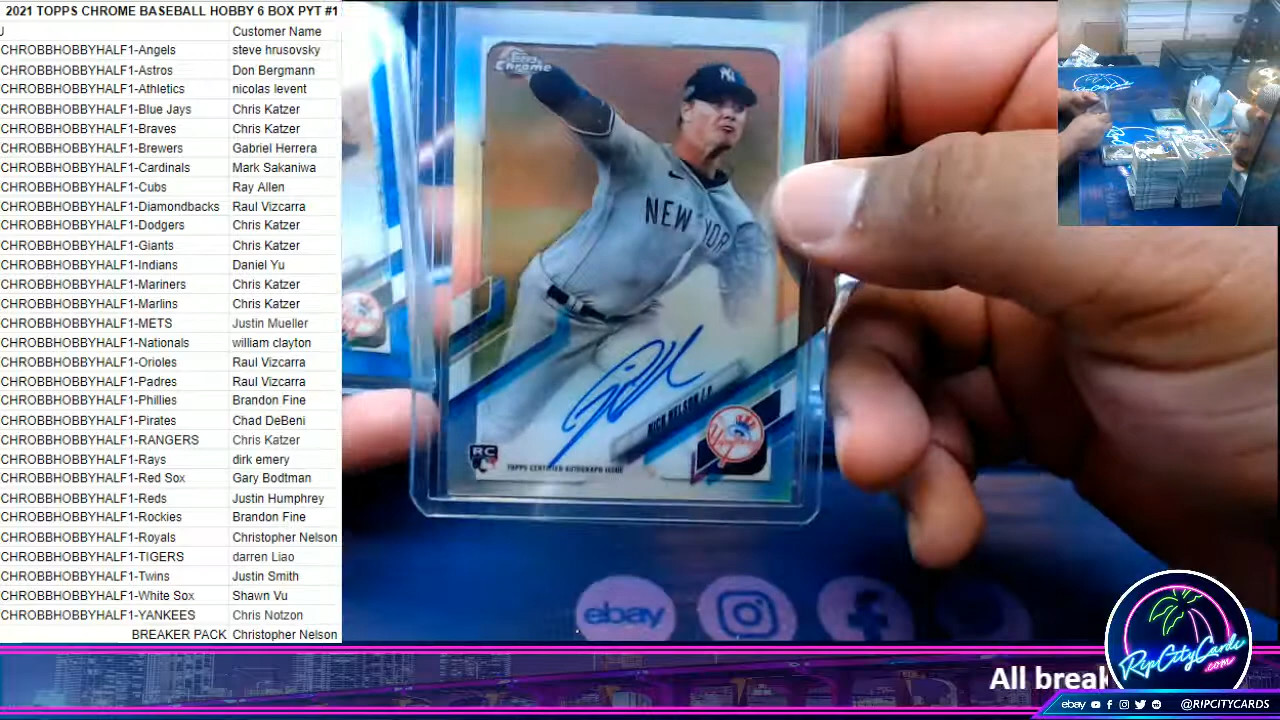 2021 TOPPS CHROME BASEBALL HOBBY 6 BOX PYT #1
Customer Name
CHROBBHOBBYHALF1-Angels steve hrusovsky
CHROBBHOBBYHALF1-Astros Don Bergmann
CHROBBHOBBYHALF1-Athletics nicolas levent
CHROBBHOBBYHALF1-Blue Jays Chris Katzer
CHROBBHOBBYHALF1-Braves Chris Katzer
CHROBBHOBBYHALF1-Brewers Gabriel Herrera
CHROBBHOBBYHALF1-Cardinals Mark Sakaniwa
CHROBBHOBBYHALF1-Cubs Ray Allen
CHROBBHOBBYHALF1-Diamondbacks Raul Vizcarra
CHROBBHOBBYHALF1-Dodgers Chris Katzer
CHROBBHOBBYHALF1-Giants Chris Katzer
CHROBBHOBBYHALF1-Indians Daniel Yu
CHROBBHOBBYHALF1-Mariners Chris Katzer
CHROBBHOBBYHALF1-Marlins Chris Katzer
CHROBBHOBBYHALF1-METS Justin Mueller
CHROBBHOBBYHALF1-Nationals william clayton
CHROBBHOBBYHALF1-Orioles Raul Vizcarra
CHROBBHOBBYHALF1-Padres Raul Vizcarra
CHROBBHOBBYHALF1-Phillies Brandon Fine
CHROBBHOBBYHALF1-Pirates Chad DeBeni
CHROBBHOBBYHALF1-RANGERS Chris Katzer
CHROBBHOBBYHALF1-Rays dirk emery
CHROBBHOBBYHALF1-Red Sox Gary Bodtman
CHROBBHOBBYHALF1-Reds Justin Humphrey
CHROBBHOBBYHALF1-Rockies Brandon Fine
CHROBBHOBBYHALF1-Royals Christopher Nelson
CHROBBHOBBYHALF1-TIGERS darren Liao
CHROBBHOBBYHALF1-Twins Justin Smith
CHROBBHOBBYHALF1-White Sox Shawn Vu
CHROBBHOBBYHALF1-YANKEES Chris Notzon
BREAKER PACK Christopher Nelson
Topps
Chrome
NY
NEW YOR
NICK NELSON
RC
TOPPS CERTIFIED AUTOGRAPH ISSUE
ebay
All break
RipCityCards
.com
ebay @RIPCITYCARDS